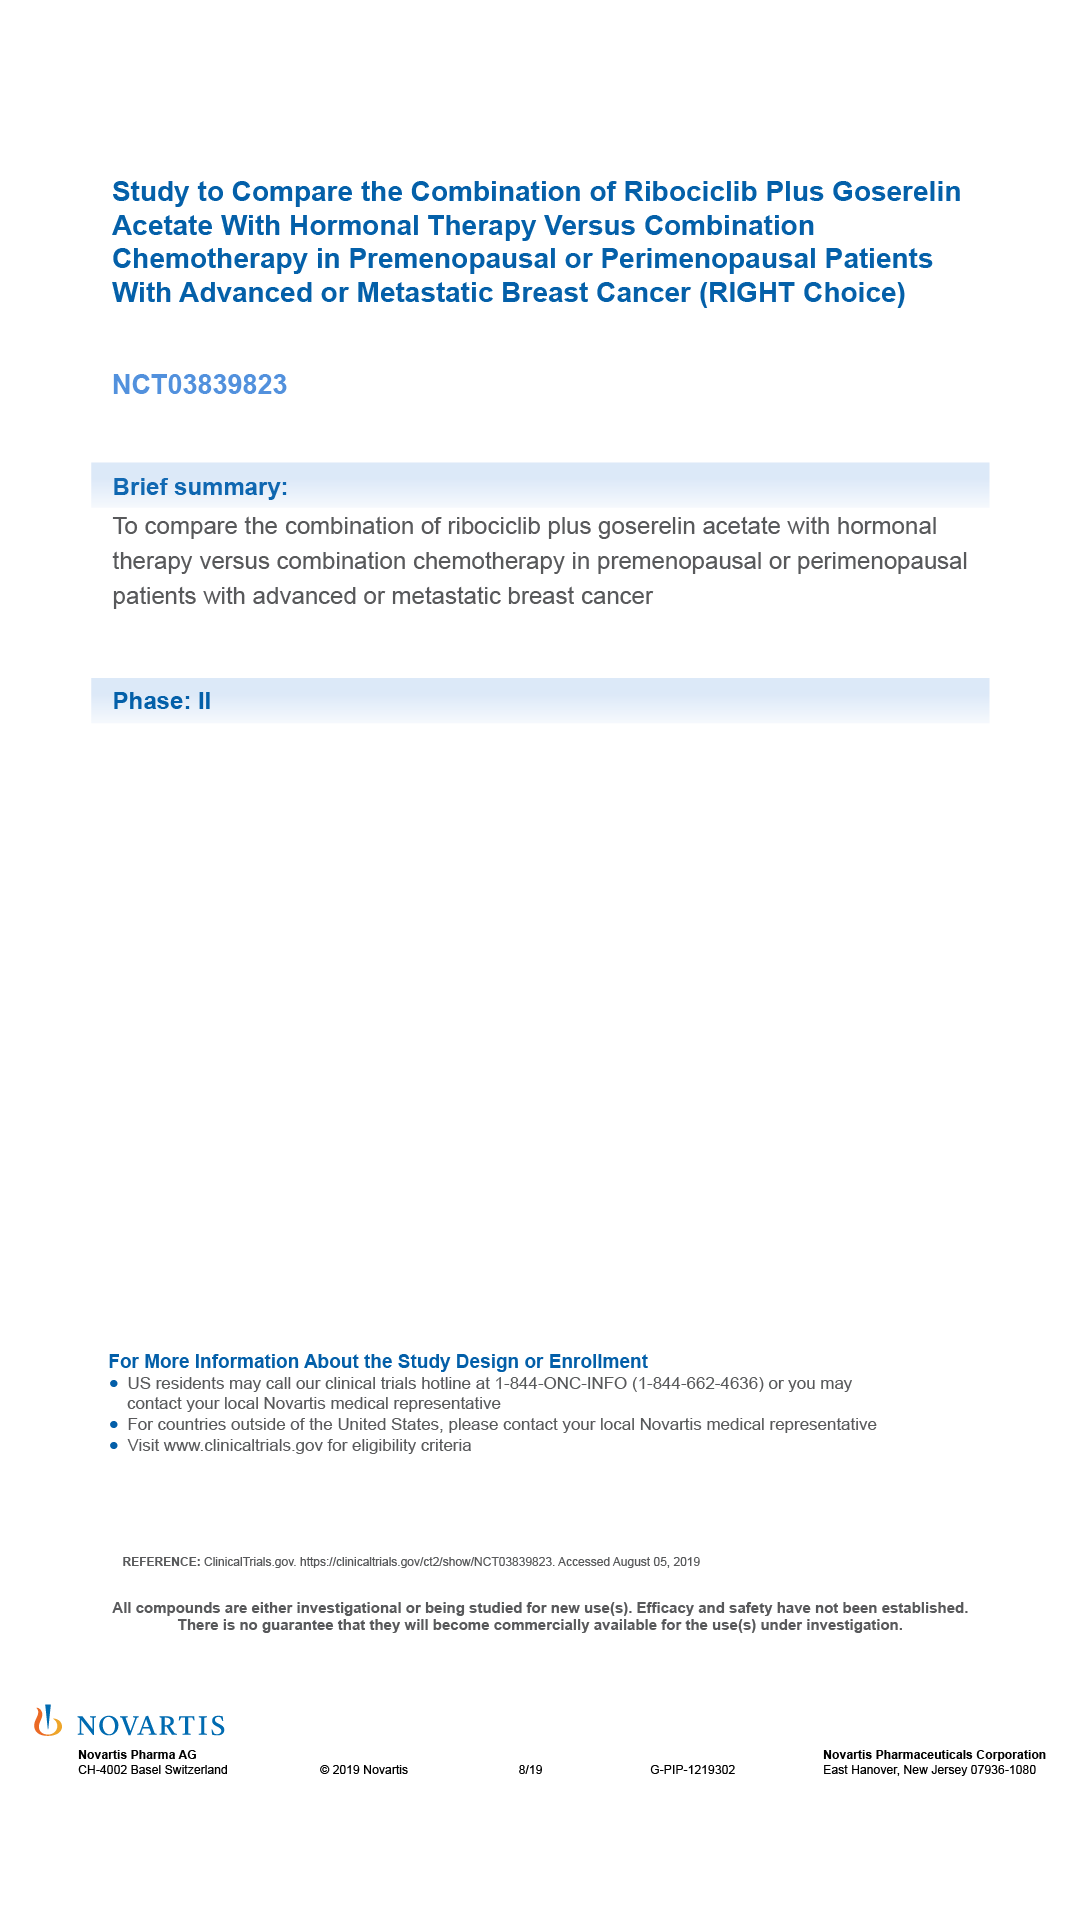 Study to Compare the Combination of Ribociclib Plus Goserelin
Acetate With Hormonal Therapy Versus Combination
Chemotherapy in Premenopausal or Perimenopausal Patients
With Advanced or Metastatic Breast Cancer (RIGHT Choice)
NCT03839823
Brief summary:
To compare the combination of ribociclib plus goserelin acetate with hormonal
therapy versus combination chemotherapy in premenopausal or perimenopausal
patients with advanced or metastatic breast cancer
Phase: II
For More Information About the Study Design or Enrollment
• US residents may call our clinical trials hotline at 1-844-ONC-INFO (1-844-662-4636) or you may
contact your local Novartis medical representative
• For countries outside of the United States, please contact your local Novartis medical representative
• Visit www.clinicaltrials.gov for eligibility criteria
REFERENCE: ClinicalTrials.gov. https://clinicaltrials.gov/ct2/show/NCT03839823. Accessed August 05, 2019
All compounds are either investigational or being studied for new use(s). Efficacy and safety have not been established.
There is no guarantee that they will become commercially available for the use(s) under investigation.
NOVARTIS
Novartis Pharma AG
CH-4002 Basel Switzerland
© 2019 Novartis
8/19
G-PIP-1219302
Novartis Pharmaceuticals Corporation
East Hanover, New Jersey 07936-1080